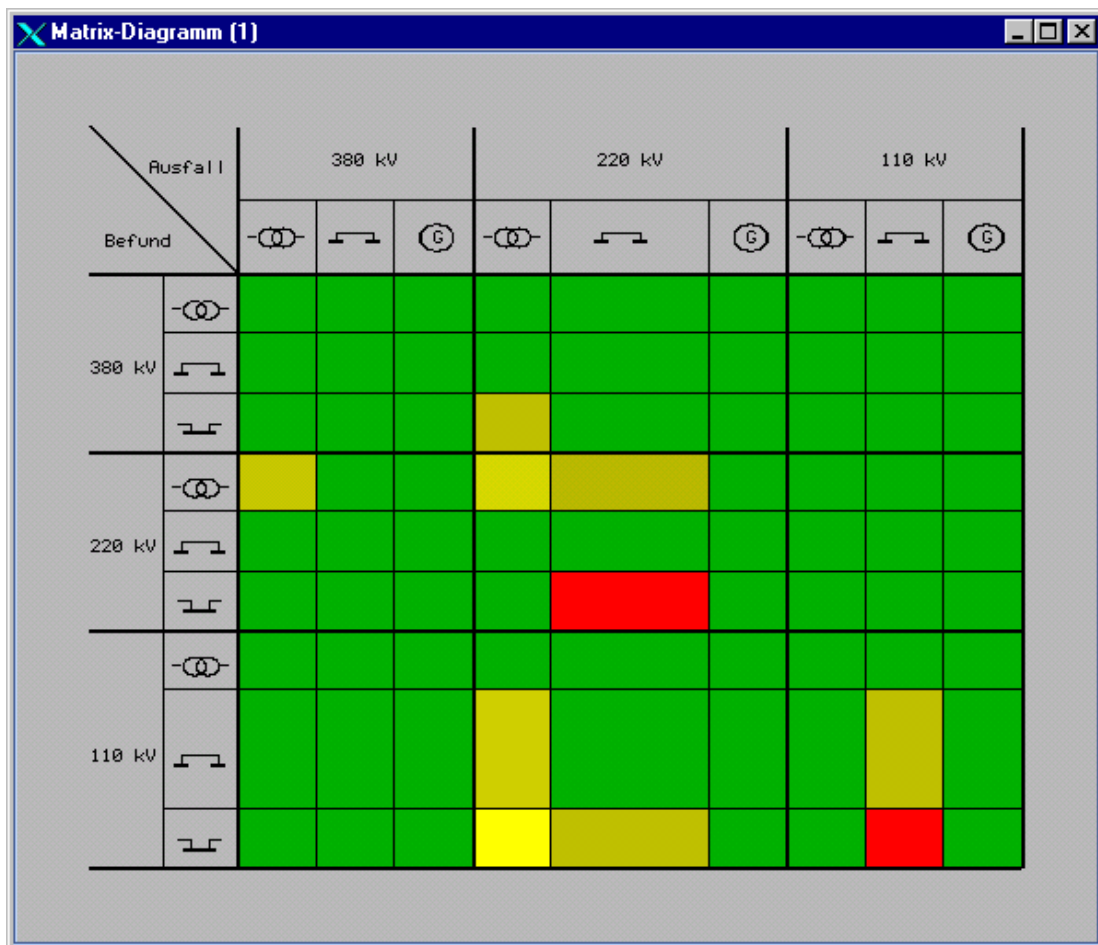 Matrix-Diagramm (1)
Ausfall
380 kV
220 kV
110 kV
Befund
G
G
G
380 kV
220 kV
110 kV